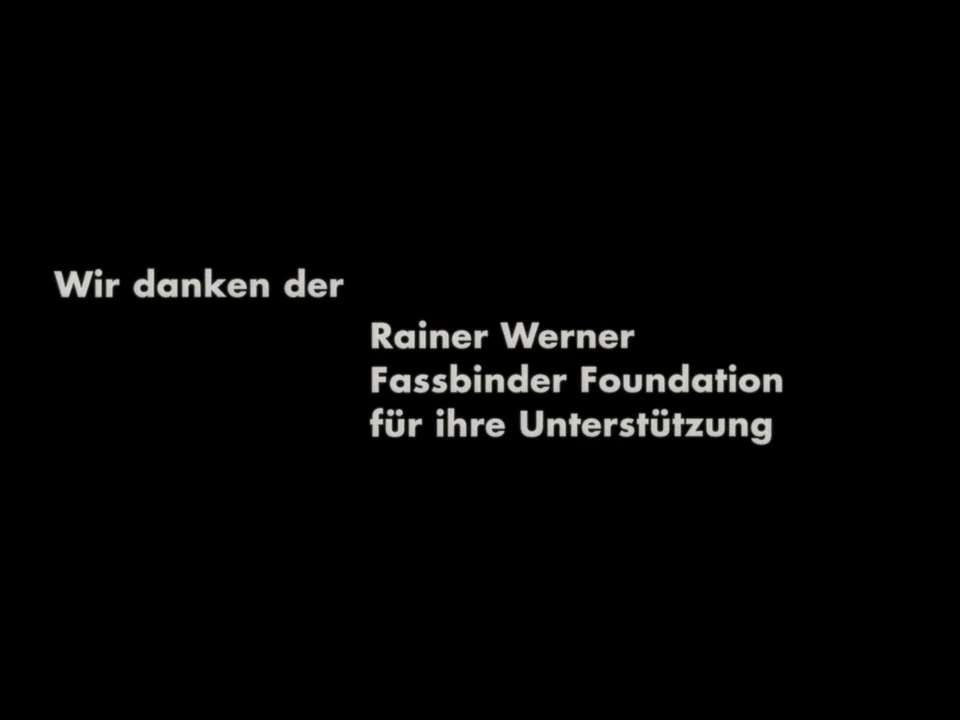 Wir danken der
Rainer Werner
Fassbinder Foundation
für ihre Unterstützung